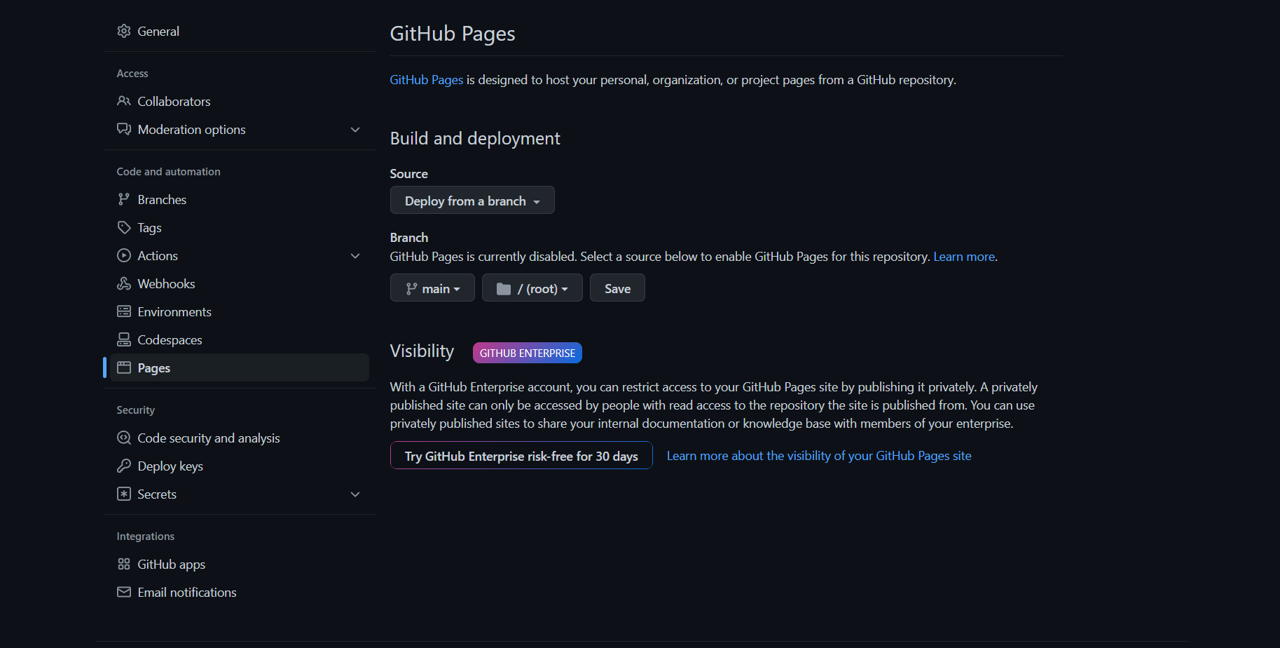 General
Access
Collaborators
Moderation options
Code and automation
Branches
Tags
Actions
Webhooks
Environments
Codespaces
Pages
Security
Code security and analysis
Deploy keys
Secrets
Integrations
GitHub apps
Email notifications
GitHub Pages
GitHub Pages is designed to host your personal, organization, or project pages from a GitHub repository.
Build and deployment
Source
Deploy from a branch
Branch
GitHub Pages is currently disabled. Select a source below to enable GitHub Pages for this repository. Learn more.
main / (root) Save
Visibility GITHUB ENTERPRISE
With a GitHub Enterprise account, you can restrict access to your GitHub Pages site by publishing it privately. A privately
published site can only be accessed by people with read access to the repository the site is published from. You can use
privately published sites to share your internal documentation or knowledge base with members of your enterprise.
Try GitHub Enterprise risk-free for 30 days Learn more about the visibility of your GitHub Pages site